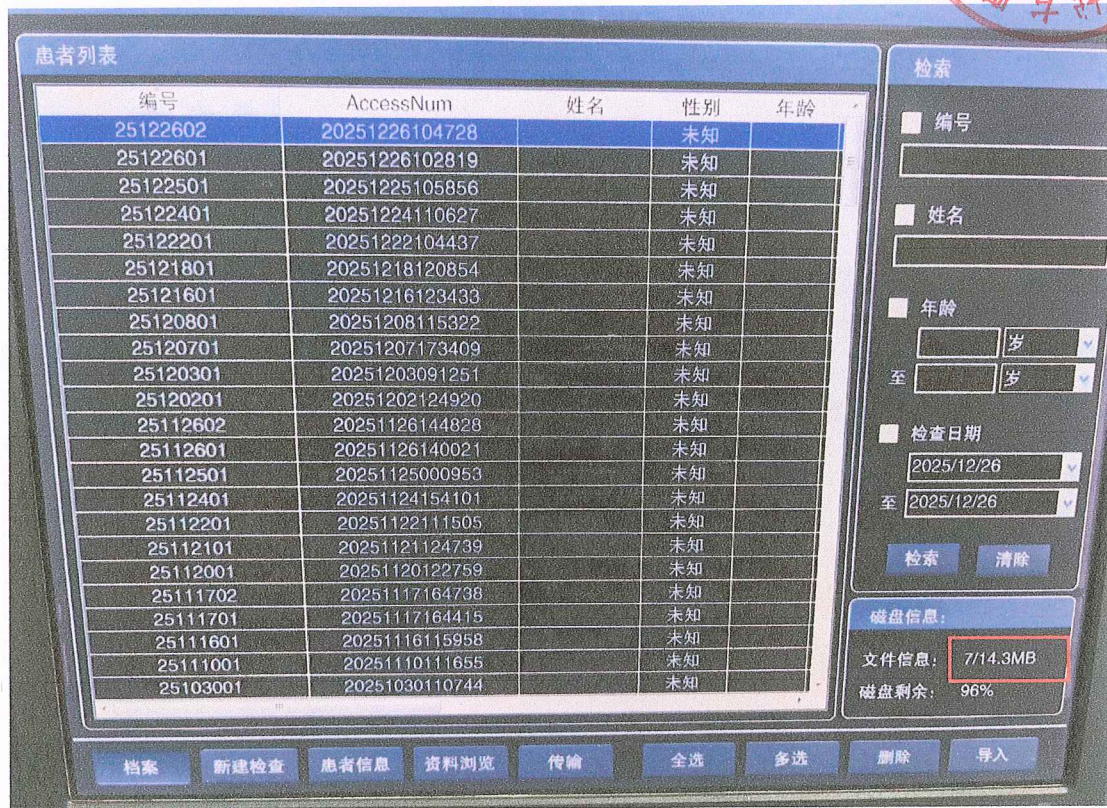 患者列表
编号 AccessNum 姓名 性别 年龄
25122602 20251226104728 未知
25122601 20251226102819 未知
25122501 20251225105856 未知
25122401 20251224110627 未知
25122201 20251222104437 未知
25121801 20251218120854 未知
25121601 20251216123433 未知
25120801 20251208115322 未知
25120701 20251207173409 未知
25120301 20251203091251 未知
25120201 20251202124920 未知
25112602 20251126144828 未知
25112601 20251126140021 未知
25112501 20251125000953 未知
25112401 20251124154101 未知
25112201 20251122111505 未知
25112101 20251121124739 未知
25112001 20251120122759 未知
25111702 20251117164738 未知
25111701 20251117164415 未知
25111601 20251116115958 未知
25111001 20251110111655 未知
25103001 20251030110744 未知
检索
编号
姓名
年龄
岁
至 岁
检查日期
2025/12/26
至 2025/12/26
检索 清除
磁盘信息:
文件信息: 7/14.3MB
磁盘剩余: 96%
档案 新建检查 患者信息 资料浏览 传输 全选 多选 删除 导入